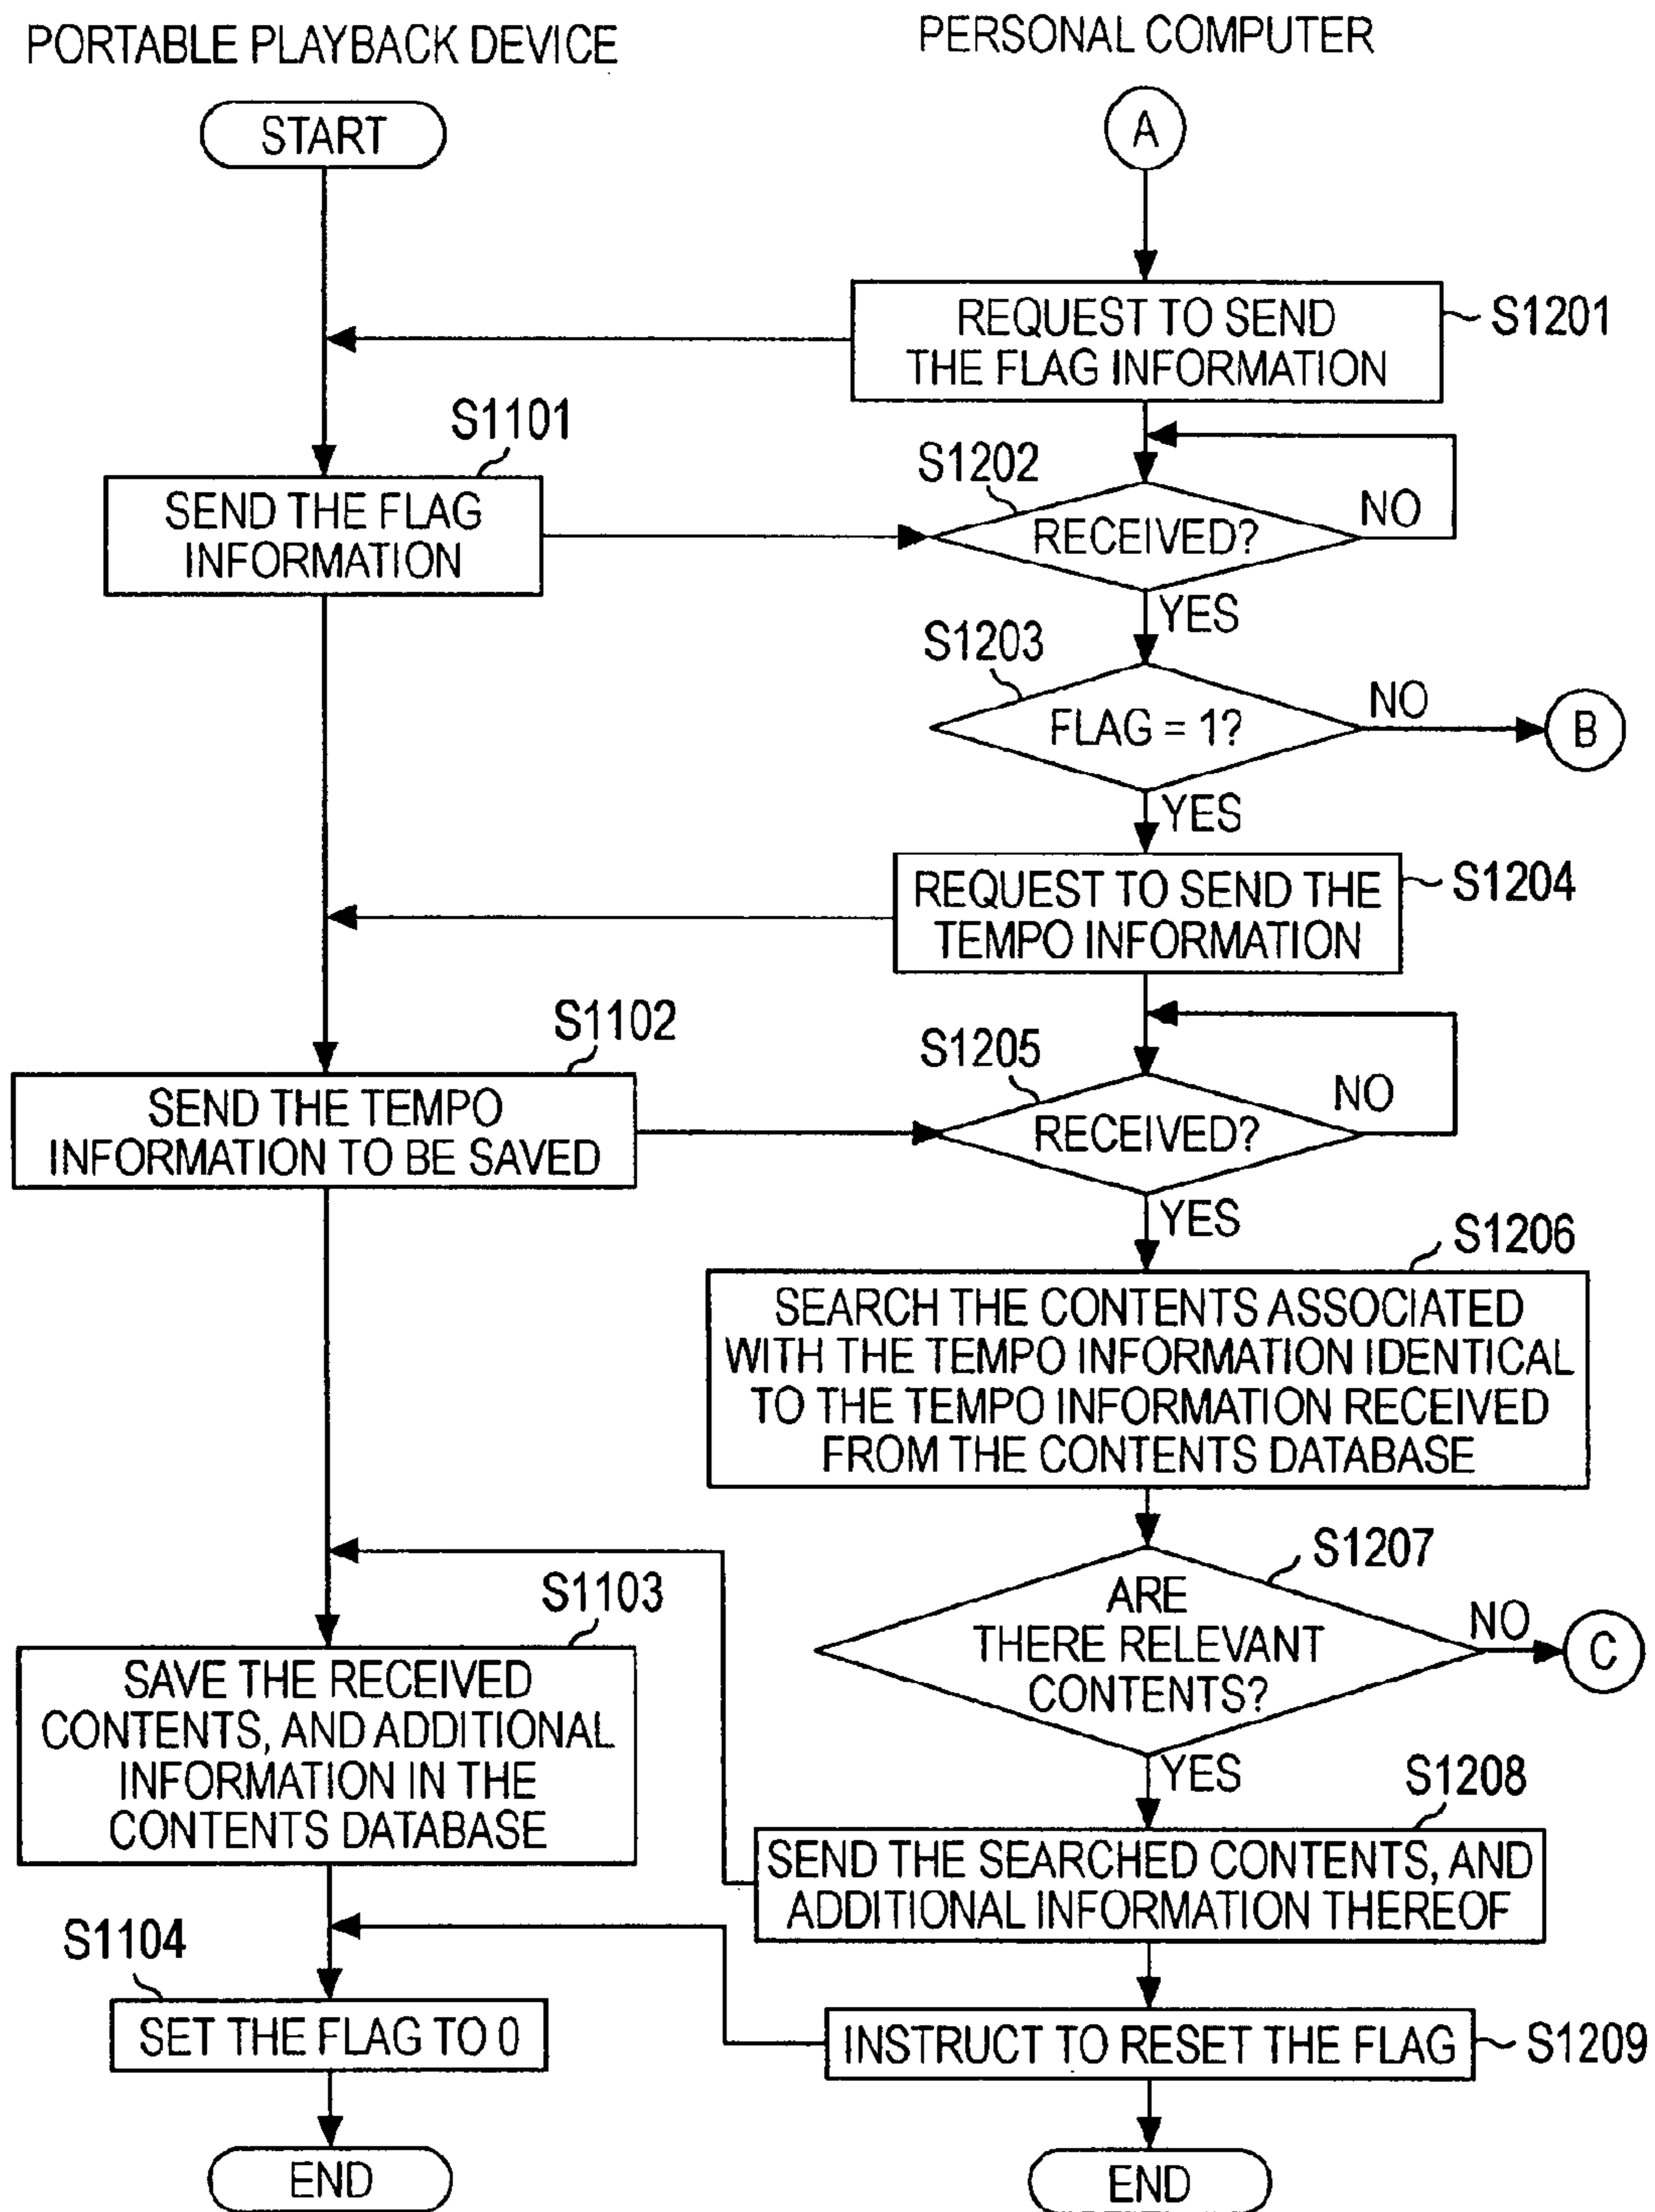 PORTABLE PLAYBACK DEVICE
PERSONAL COMPUTER
START
A
REQUEST TO SEND
THE FLAG INFORMATION
S1201
S1101
SEND THE FLAG
INFORMATION
S1202
RECEIVED?
NO
YES
S1203
FLAG = 1?
NO
B
YES
REQUEST TO SEND THE
TEMPO INFORMATION
S1204
S1102
SEND THE TEMPO
INFORMATION TO BE SAVED
S1205
RECEIVED?
NO
YES
S1206
SEARCH THE CONTENTS ASSOCIATED
WITH THE TEMPO INFORMATION IDENTICAL
TO THE TEMPO INFORMATION RECEIVED
FROM THE CONTENTS DATABASE
S1207
ARE
THERE RELEVANT
CONTENTS?
NO
C
YES
S1103
SAVE THE RECEIVED
CONTENTS, AND ADDITIONAL
INFORMATION IN THE
CONTENTS DATABASE
S1208
SEND THE SEARCHED CONTENTS, AND
ADDITIONAL INFORMATION THEREOF
S1104
SET THE FLAG TO 0
INSTRUCT TO RESET THE FLAG
S1209
END
END